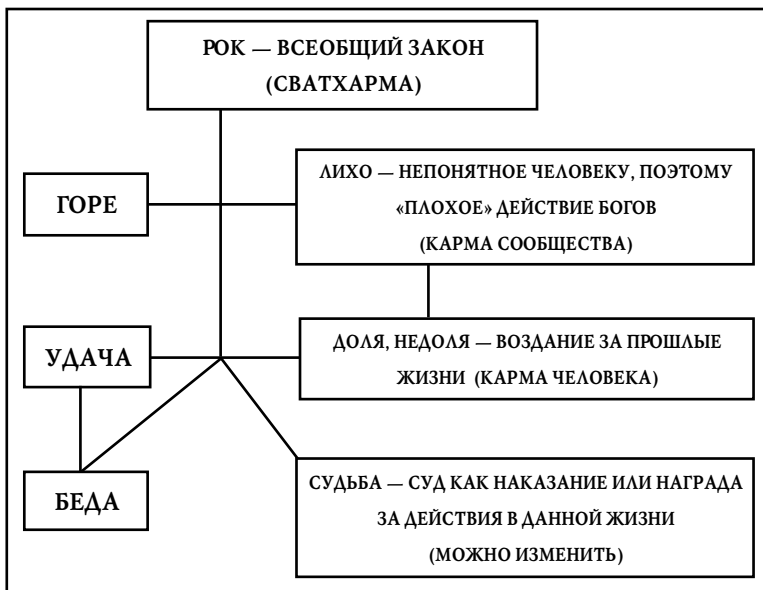 РОК — ВСЕОБЩИЙ ЗАКОН
(СВАТХАРМА)
ГОРЕ
ЛИХО — НЕПОНЯТНОЕ ЧЕЛОВЕКУ, ПОЭТОМУ
«ПЛОХОЕ» ДЕЙСТВИЕ БОГОВ
(КАРМА СООБЩЕСТВА)
УДАЧА
ДОЛЯ, НЕДОЛЯ — ВОЗДАНИЕ ЗА ПРОШЛЫЕ
ЖИЗНИ (КАРМА ЧЕЛОВЕКА)
БЕДА
СУДЬБА — СУД КАК НАКАЗАНИЕ ИЛИ НАГРАДА
ЗА ДЕЙСТВИЯ В ДАННОЙ ЖИЗНИ
(МОЖНО ИЗМЕНИТЬ)